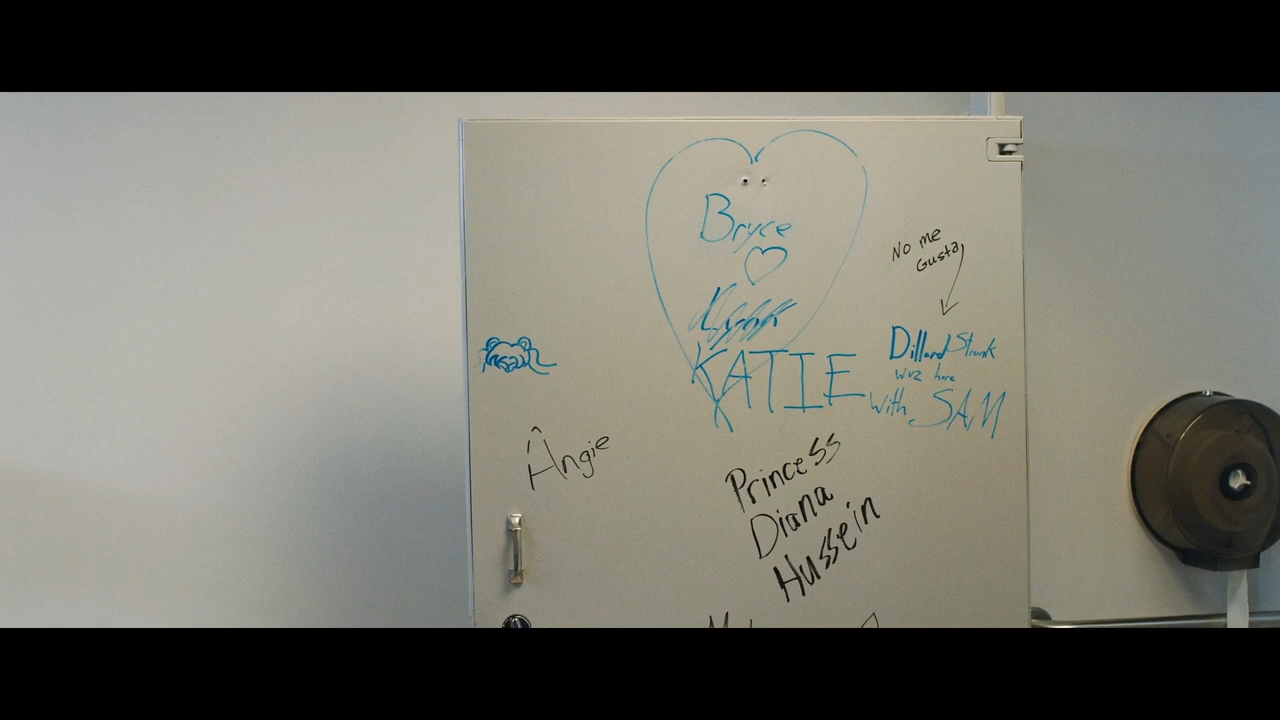 Bryce
No me
Gusta
Dillard Strunk
wuz here
with SAM
KATIE
Angie
Princess
Diana
Hussein